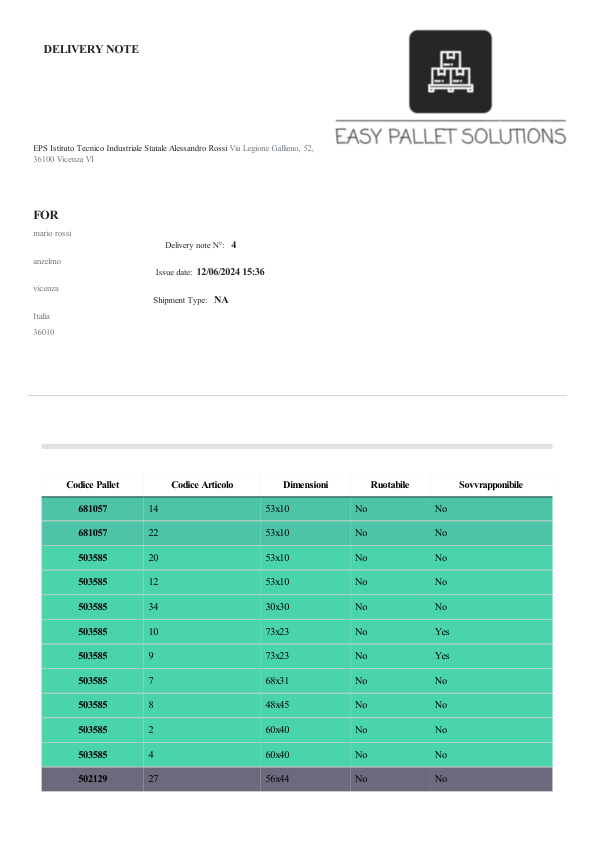 DELIVERY NOTE
EASY PALLET SOLUTIONS
EPS Istituto Tecnico Industriale Statale Alessandro Rossi Via Legione Gallieno, 52,
36100 Vicenza VI
FOR
mario rossi
Delivery note N°: 4
anzelmo
Issue date: 12/06/2024 15:36
vicenza
Shipment Type: NA
Italia
36010
Codice Pallet Codice Articolo Dimensioni Ruotabile Sovvrapponibile
681057 14 53x10 No No
681057 22 53x10 No No
503585 20 53x10 No No
503585 12 53x10 No No
503585 34 30x30 No No
503585 10 73x23 No Yes
503585 9 73x23 No Yes
503585 7 68x31 No No
503585 8 48x45 No No
503585 2 60x40 No No
503585 4 60x40 No No
502129 27 56x44 No No